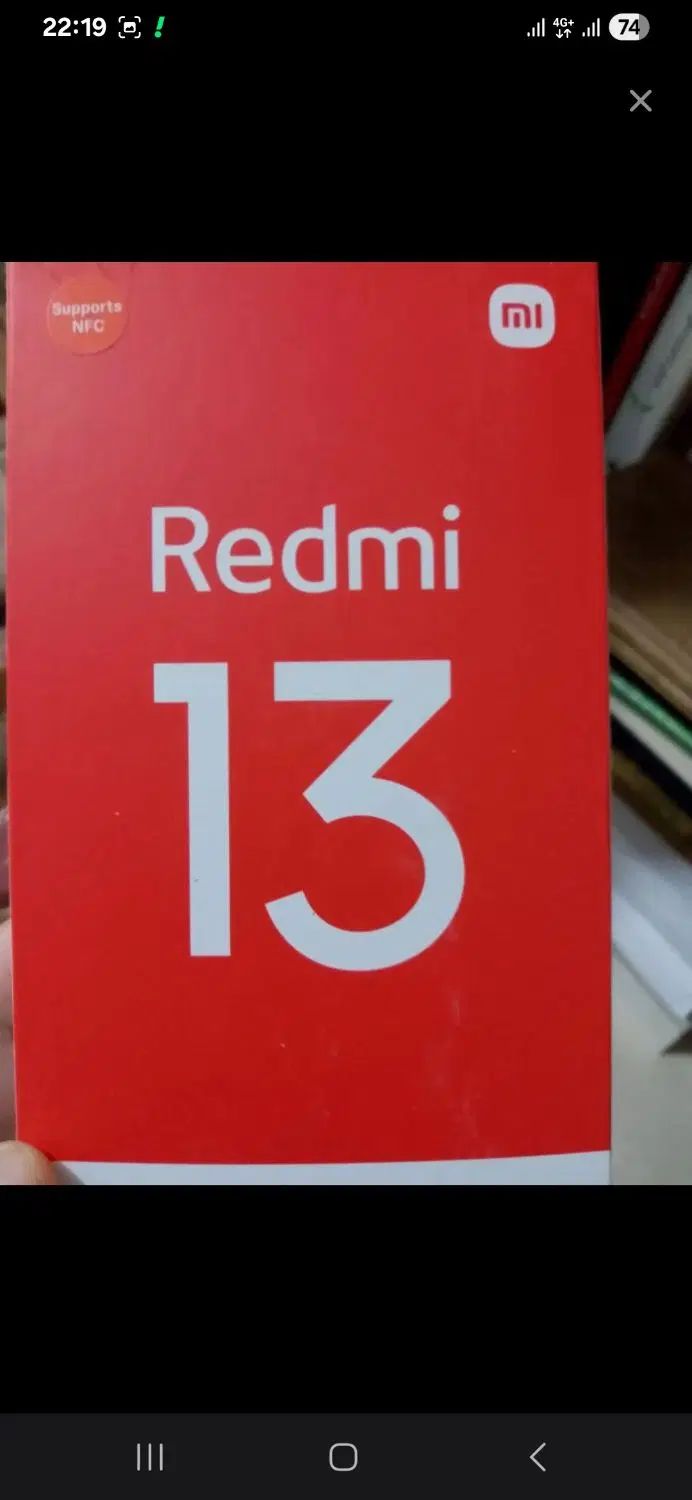 22:19
4G+
74
Supports
NFC
mi
Redmi
13